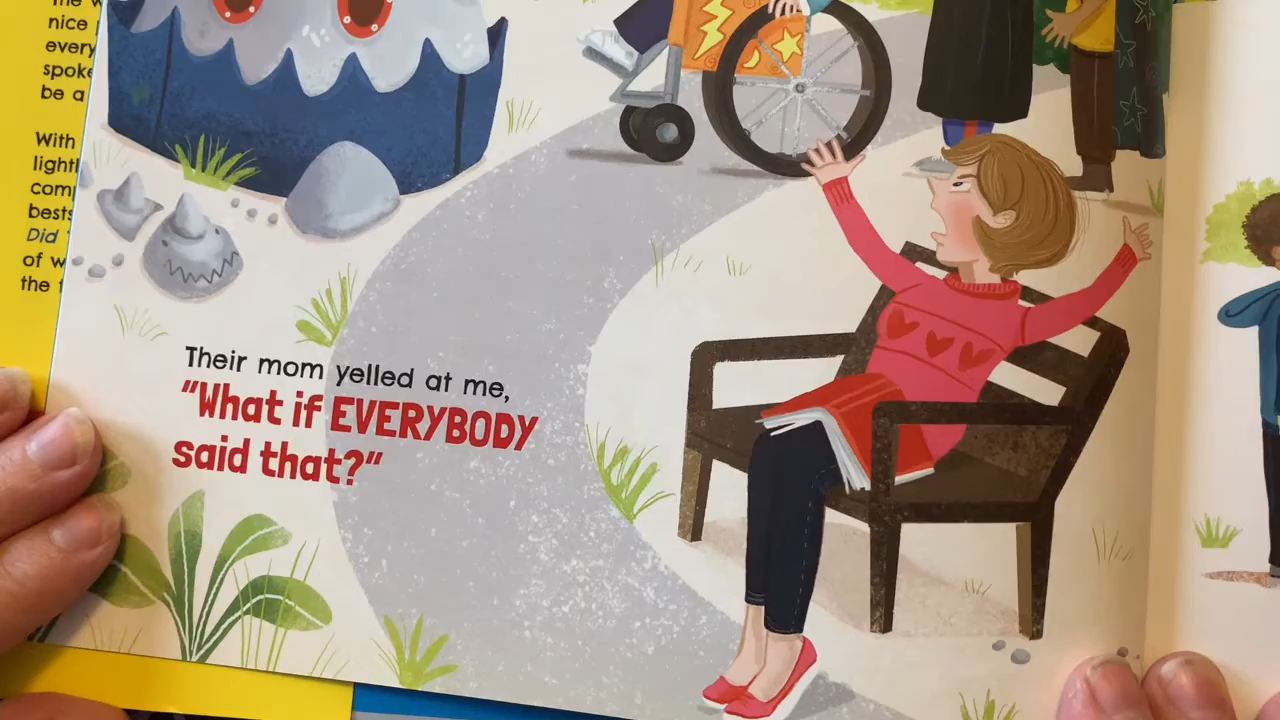 nice
every
spoke
be a
With
light
com
bests
Did
of w
the
Their mom yelled at me,
"What if EVERYBODY
said that?"